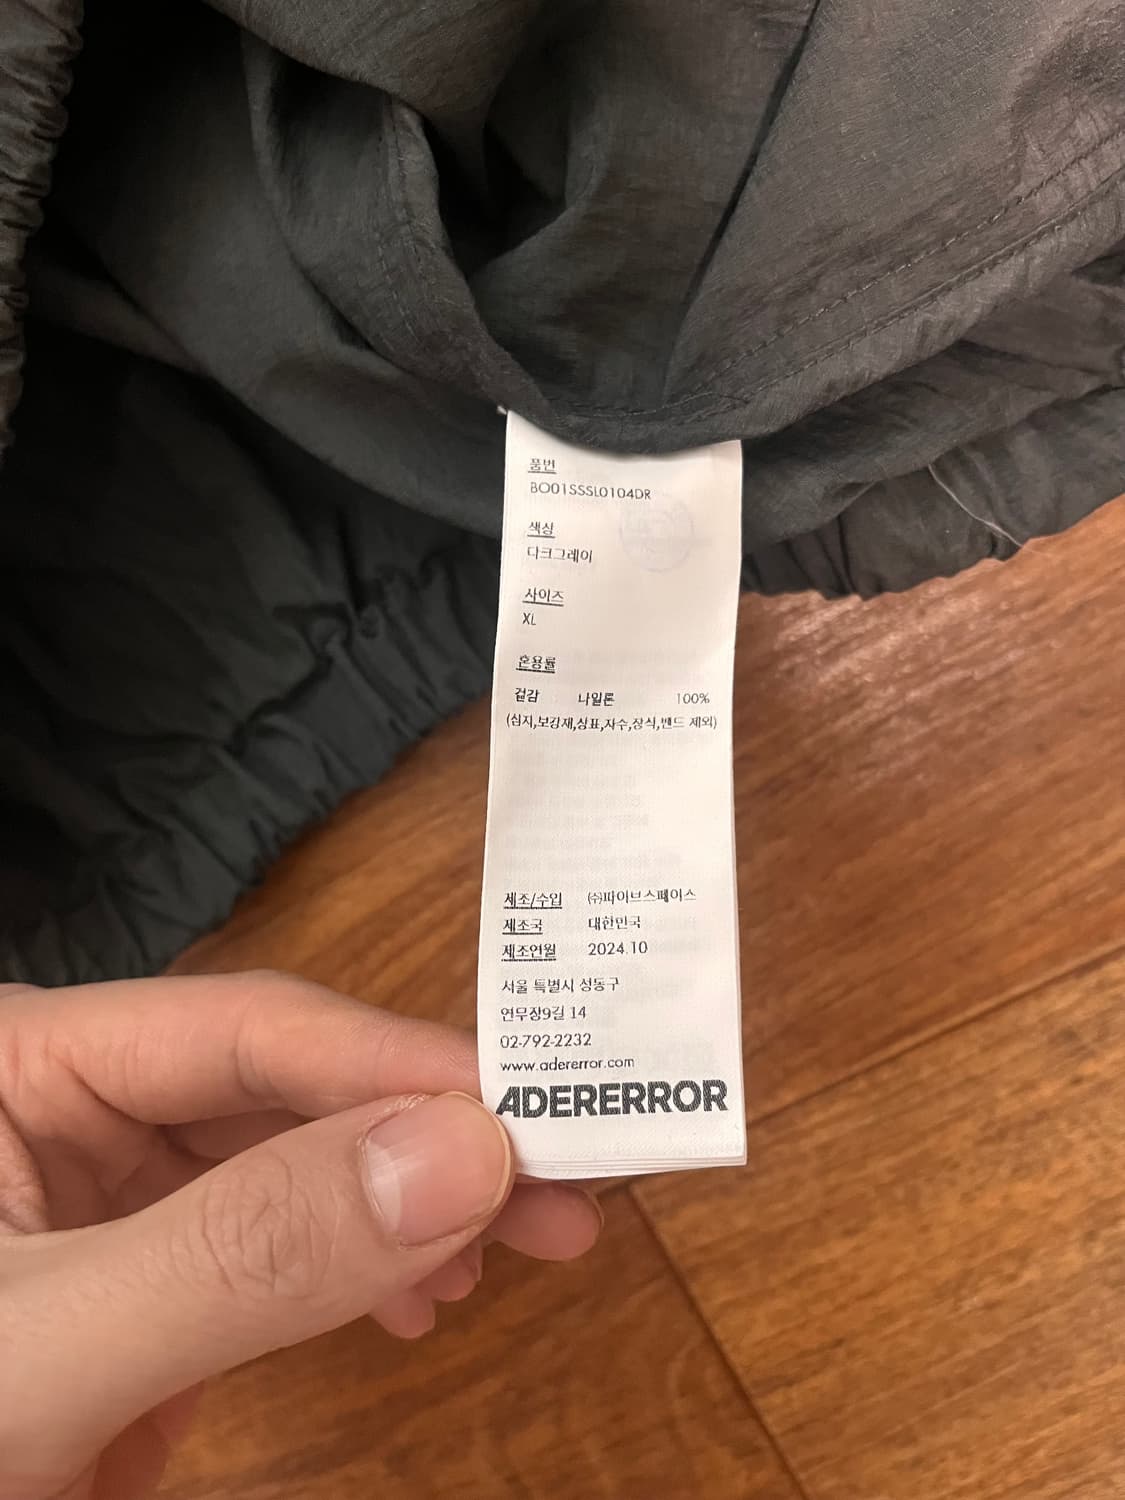 품번
BO01SSSL0104DR
색상
다크그레이
사이즈
XL
혼용률
겉감 나일론 100%
(심지,보강재,상표,자수,장식,밴드 제외)
제조/수입 ㈜파이브스페이스
제조국 대한민국
제조연월 2024.10
서울 특별시 성동구
연무장9길 14
02-792-2232
www.adererror.com
ADERERROR